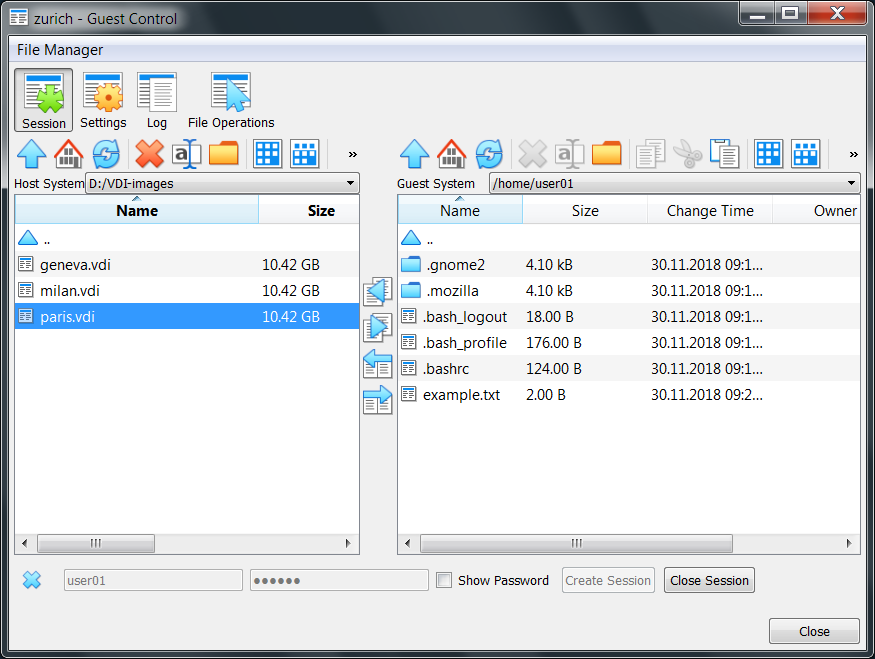 zurich - Guest Control
File Manager
Session Settings Log File Operations
a »
a »
Host System D:/VDI-images
Guest System /home/user01
Name Size
..
geneva.vdi 10.42 GB
milan.vdi 10.42 GB
paris.vdi 10.42 GB
Name Size Change Time Owner
..
.gnome2 4.10 kB 30.11.2018 09:1...
.mozilla 4.10 kB 30.11.2018 09:1...
.bash_logout 18.00 B 30.11.2018 09:1...
.bash_profile 176.00 B 30.11.2018 09:1...
.bashrc 124.00 B 30.11.2018 09:1...
example.txt 2.00 B 30.11.2018 09:2...
user01 ●●●●●● Show Password Create Session Close Session
Close